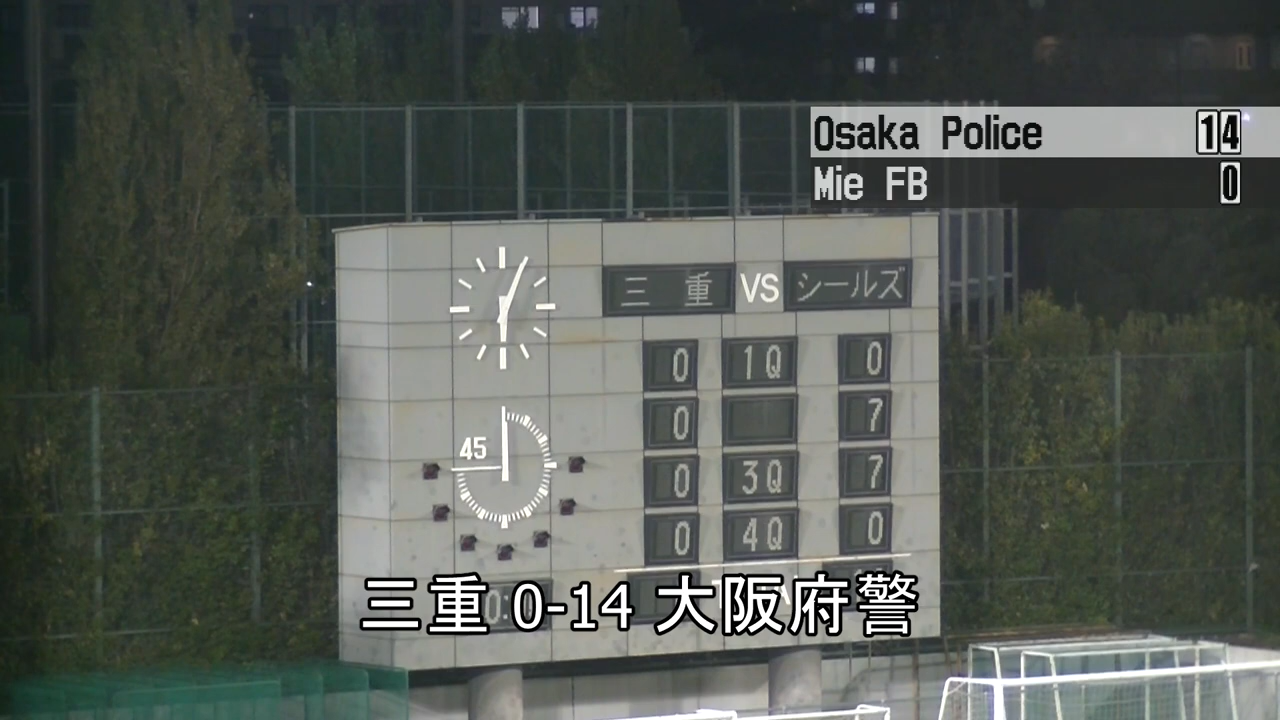 Osaka Police 14
Mie FB 0
三重 VS シールズ
0 1Q 0
0 7
0 3Q 7
0 4Q 0
45
三重 0-14 大阪府警